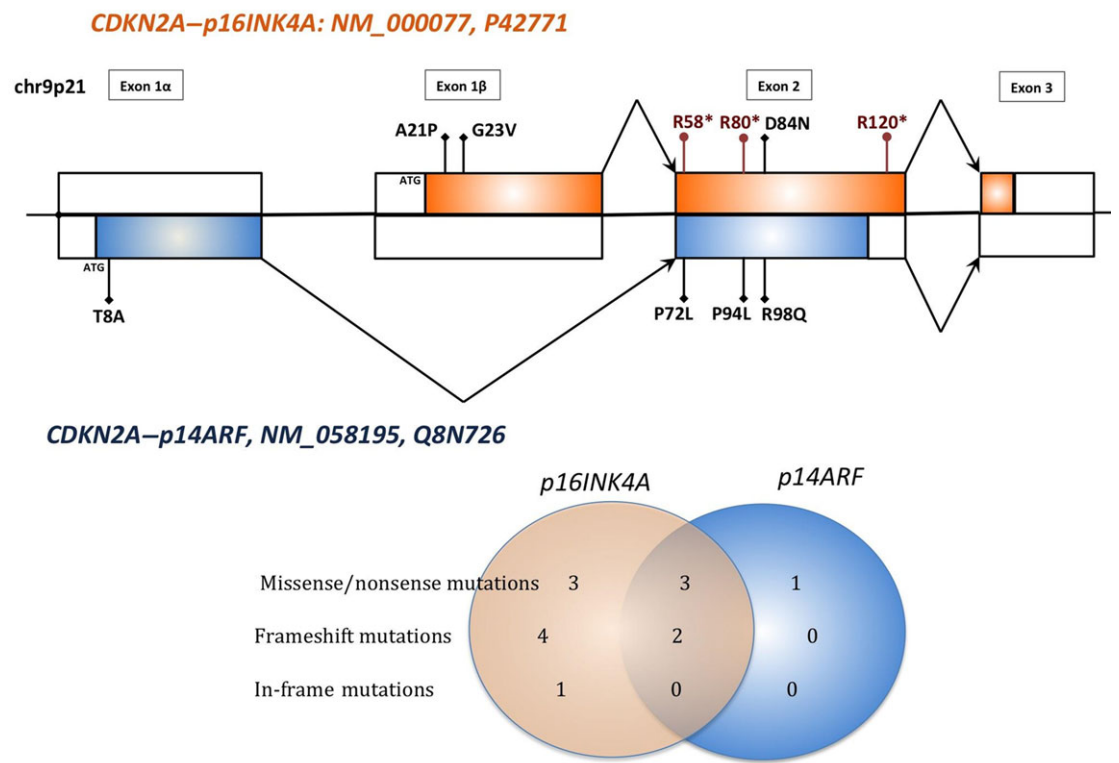 CDKN2A–p16INK4A: NM_000077, P42771
chr9p21
Exon 1α
Exon 1β
Exon 2
Exon 3
A21P
G23V
R58*
R80*
D84N
R120*
ATG
ATG
T8A
P72L
P94L
R98Q
CDKN2A–p14ARF, NM_058195, Q8N726
p16INK4A
p14ARF
Missense/nonsense mutations 3 3 1
Frameshift mutations 4 2 0
In-frame mutations 1 0 0